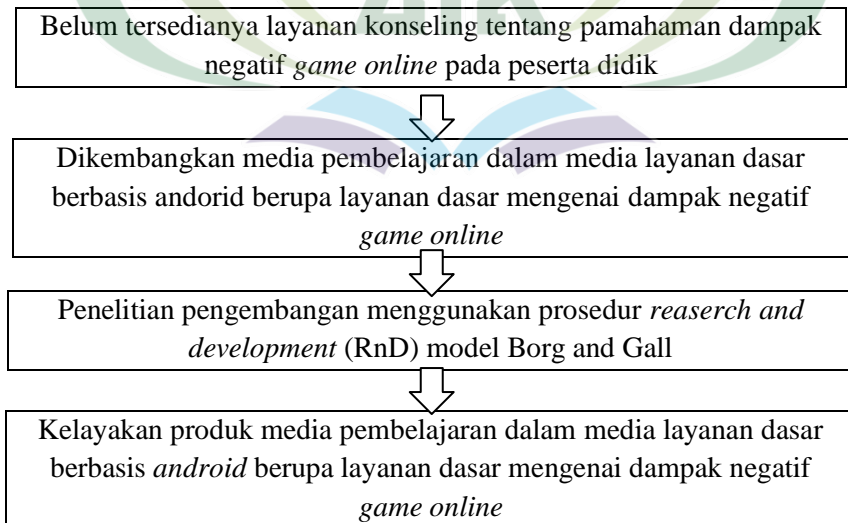 Belum tersedianya layanan konseling tentang pamahaman dampak
negatif game online pada peserta didik
Dikembangkan media pembelajaran dalam media layanan dasar
berbasis andorid berupa layanan dasar mengenai dampak negatif
game online
Penelitian pengembangan menggunakan prosedur reaserch and
development (RnD) model Borg and Gall
Kelayakan produk media pembelajaran dalam media layanan dasar
berbasis android berupa layanan dasar mengenai dampak negatif
game online